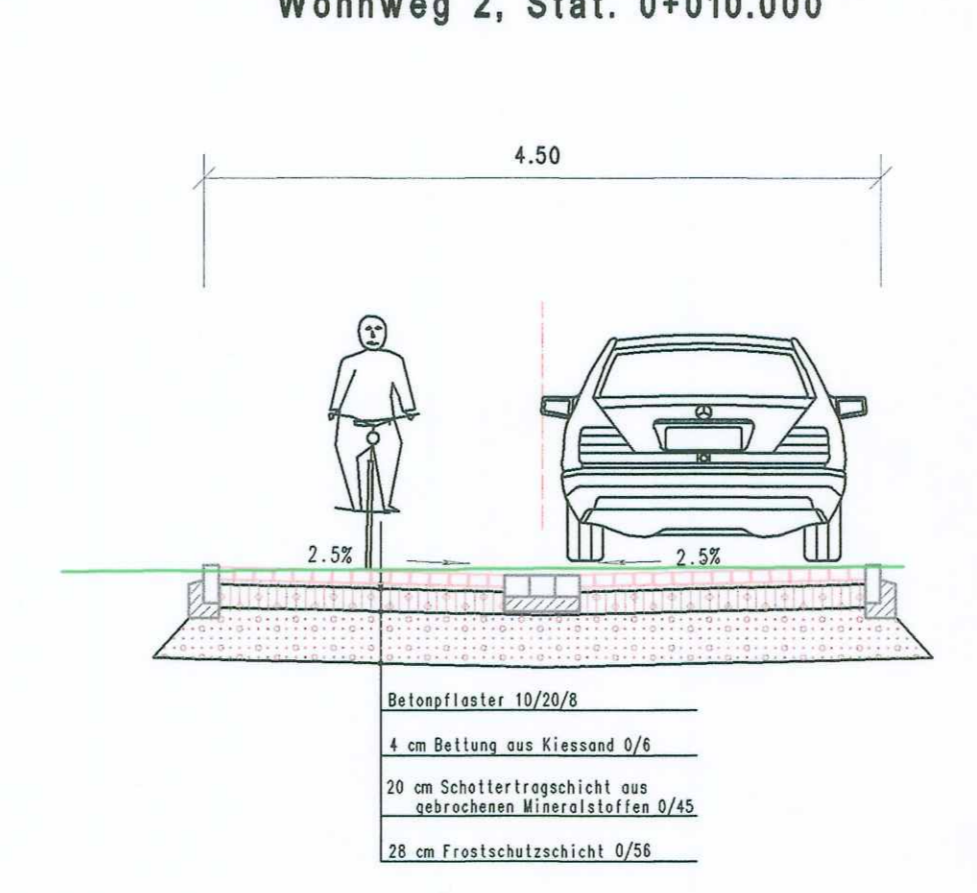 Wohnweg 2, Stat. 0+010.000
4.50
2.5% 2.5%
Betonpflaster 10/20/8
4 cm Bettung aus Kiessand 0/6
20 cm Schottertragschicht aus
gebrochenen Mineralstoffen 0/45
28 cm Frostschutzschicht 0/56